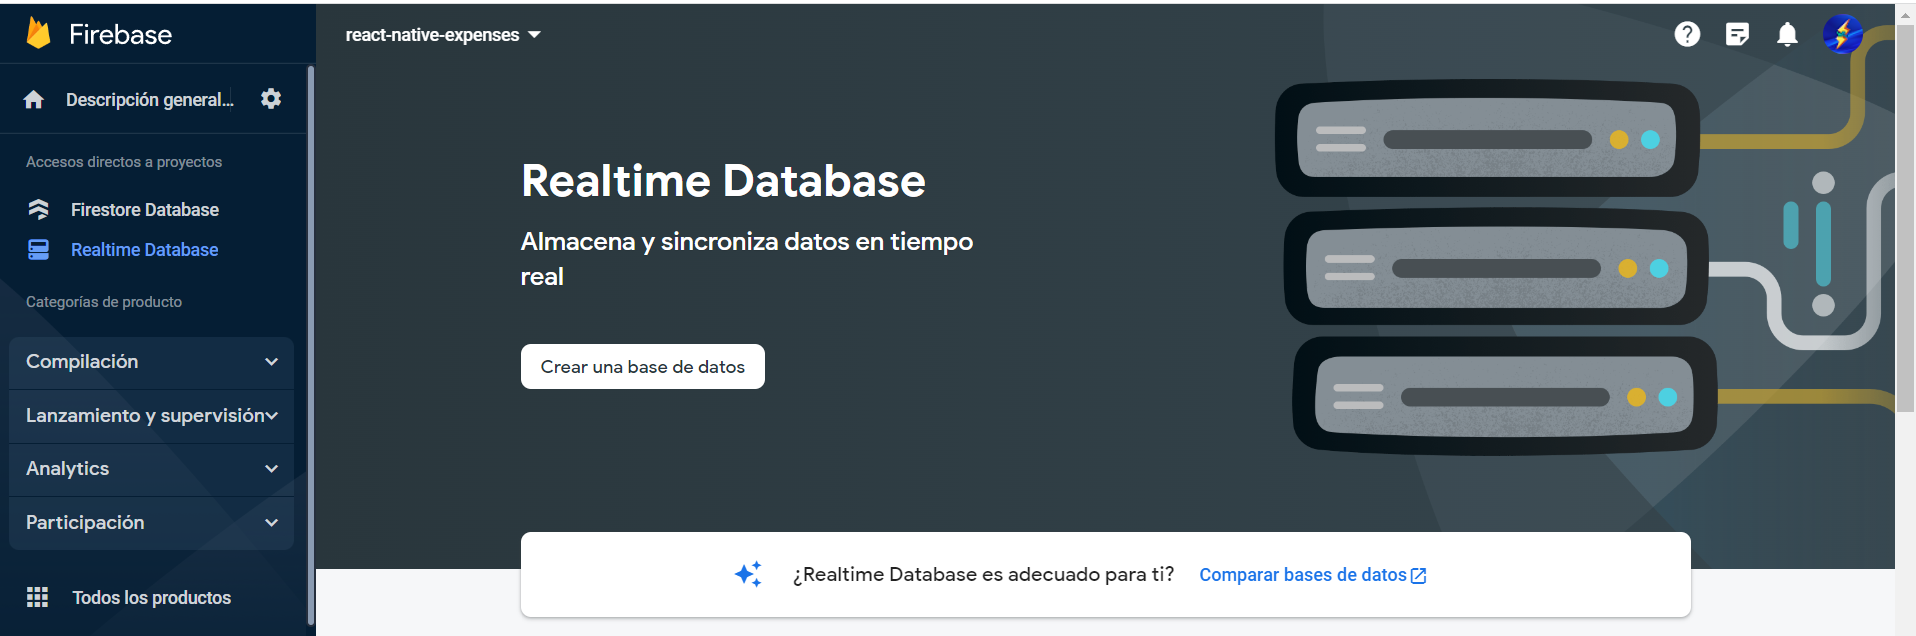 Firebase
react-native-expenses
Descripción general...
Accesos directos a proyectos
Firestore Database
Realtime Database
Categorías de producto
Compilación
Lanzamiento y supervisión
Analytics
Participación
Todos los productos
Realtime Database
Almacena y sincroniza datos en tiempo
real
Crear una base de datos
¿Realtime Database es adecuado para ti? Comparar bases de datos